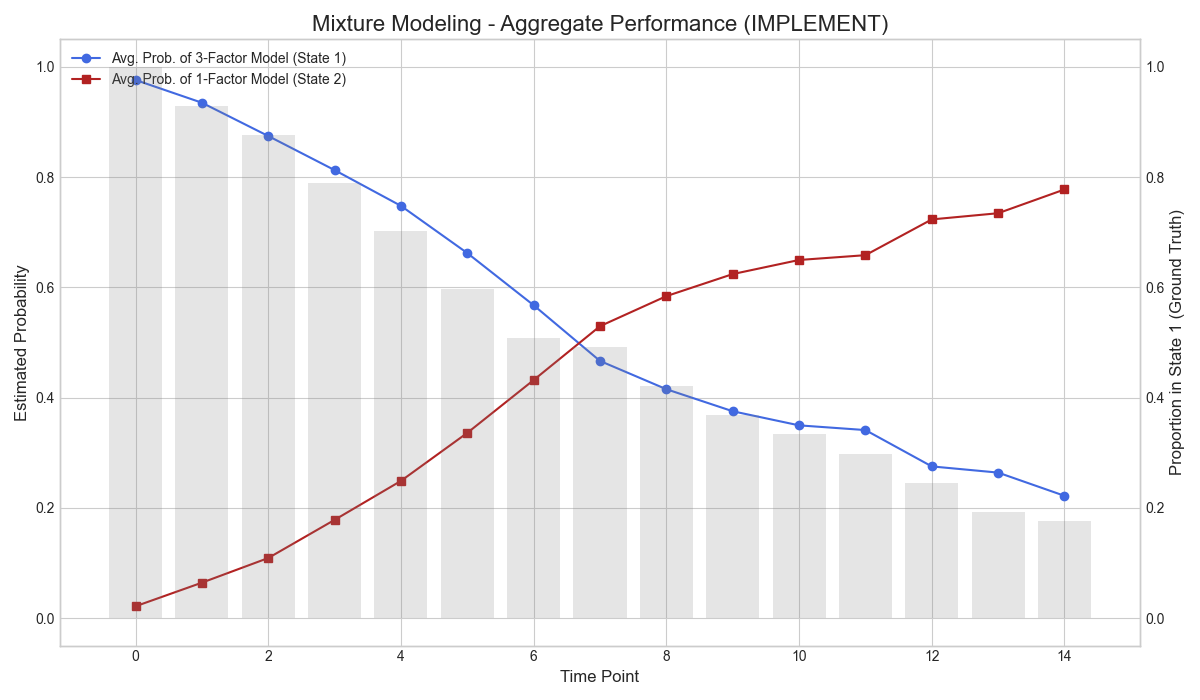 Mixture Modeling - Aggregate Performance (IMPLEMENT)
Avg. Prob. of 3-Factor Model (State 1)
Avg. Prob. of 1-Factor Model (State 2)
Estimated Probability
1.0
0.8
0.6
0.4
0.2
0.0
1.0
0.8
0.6
0.4
0.2
0.0
Proportion in State 1 (Ground Truth)
0 2 4 6 8 10 12 14
Time Point